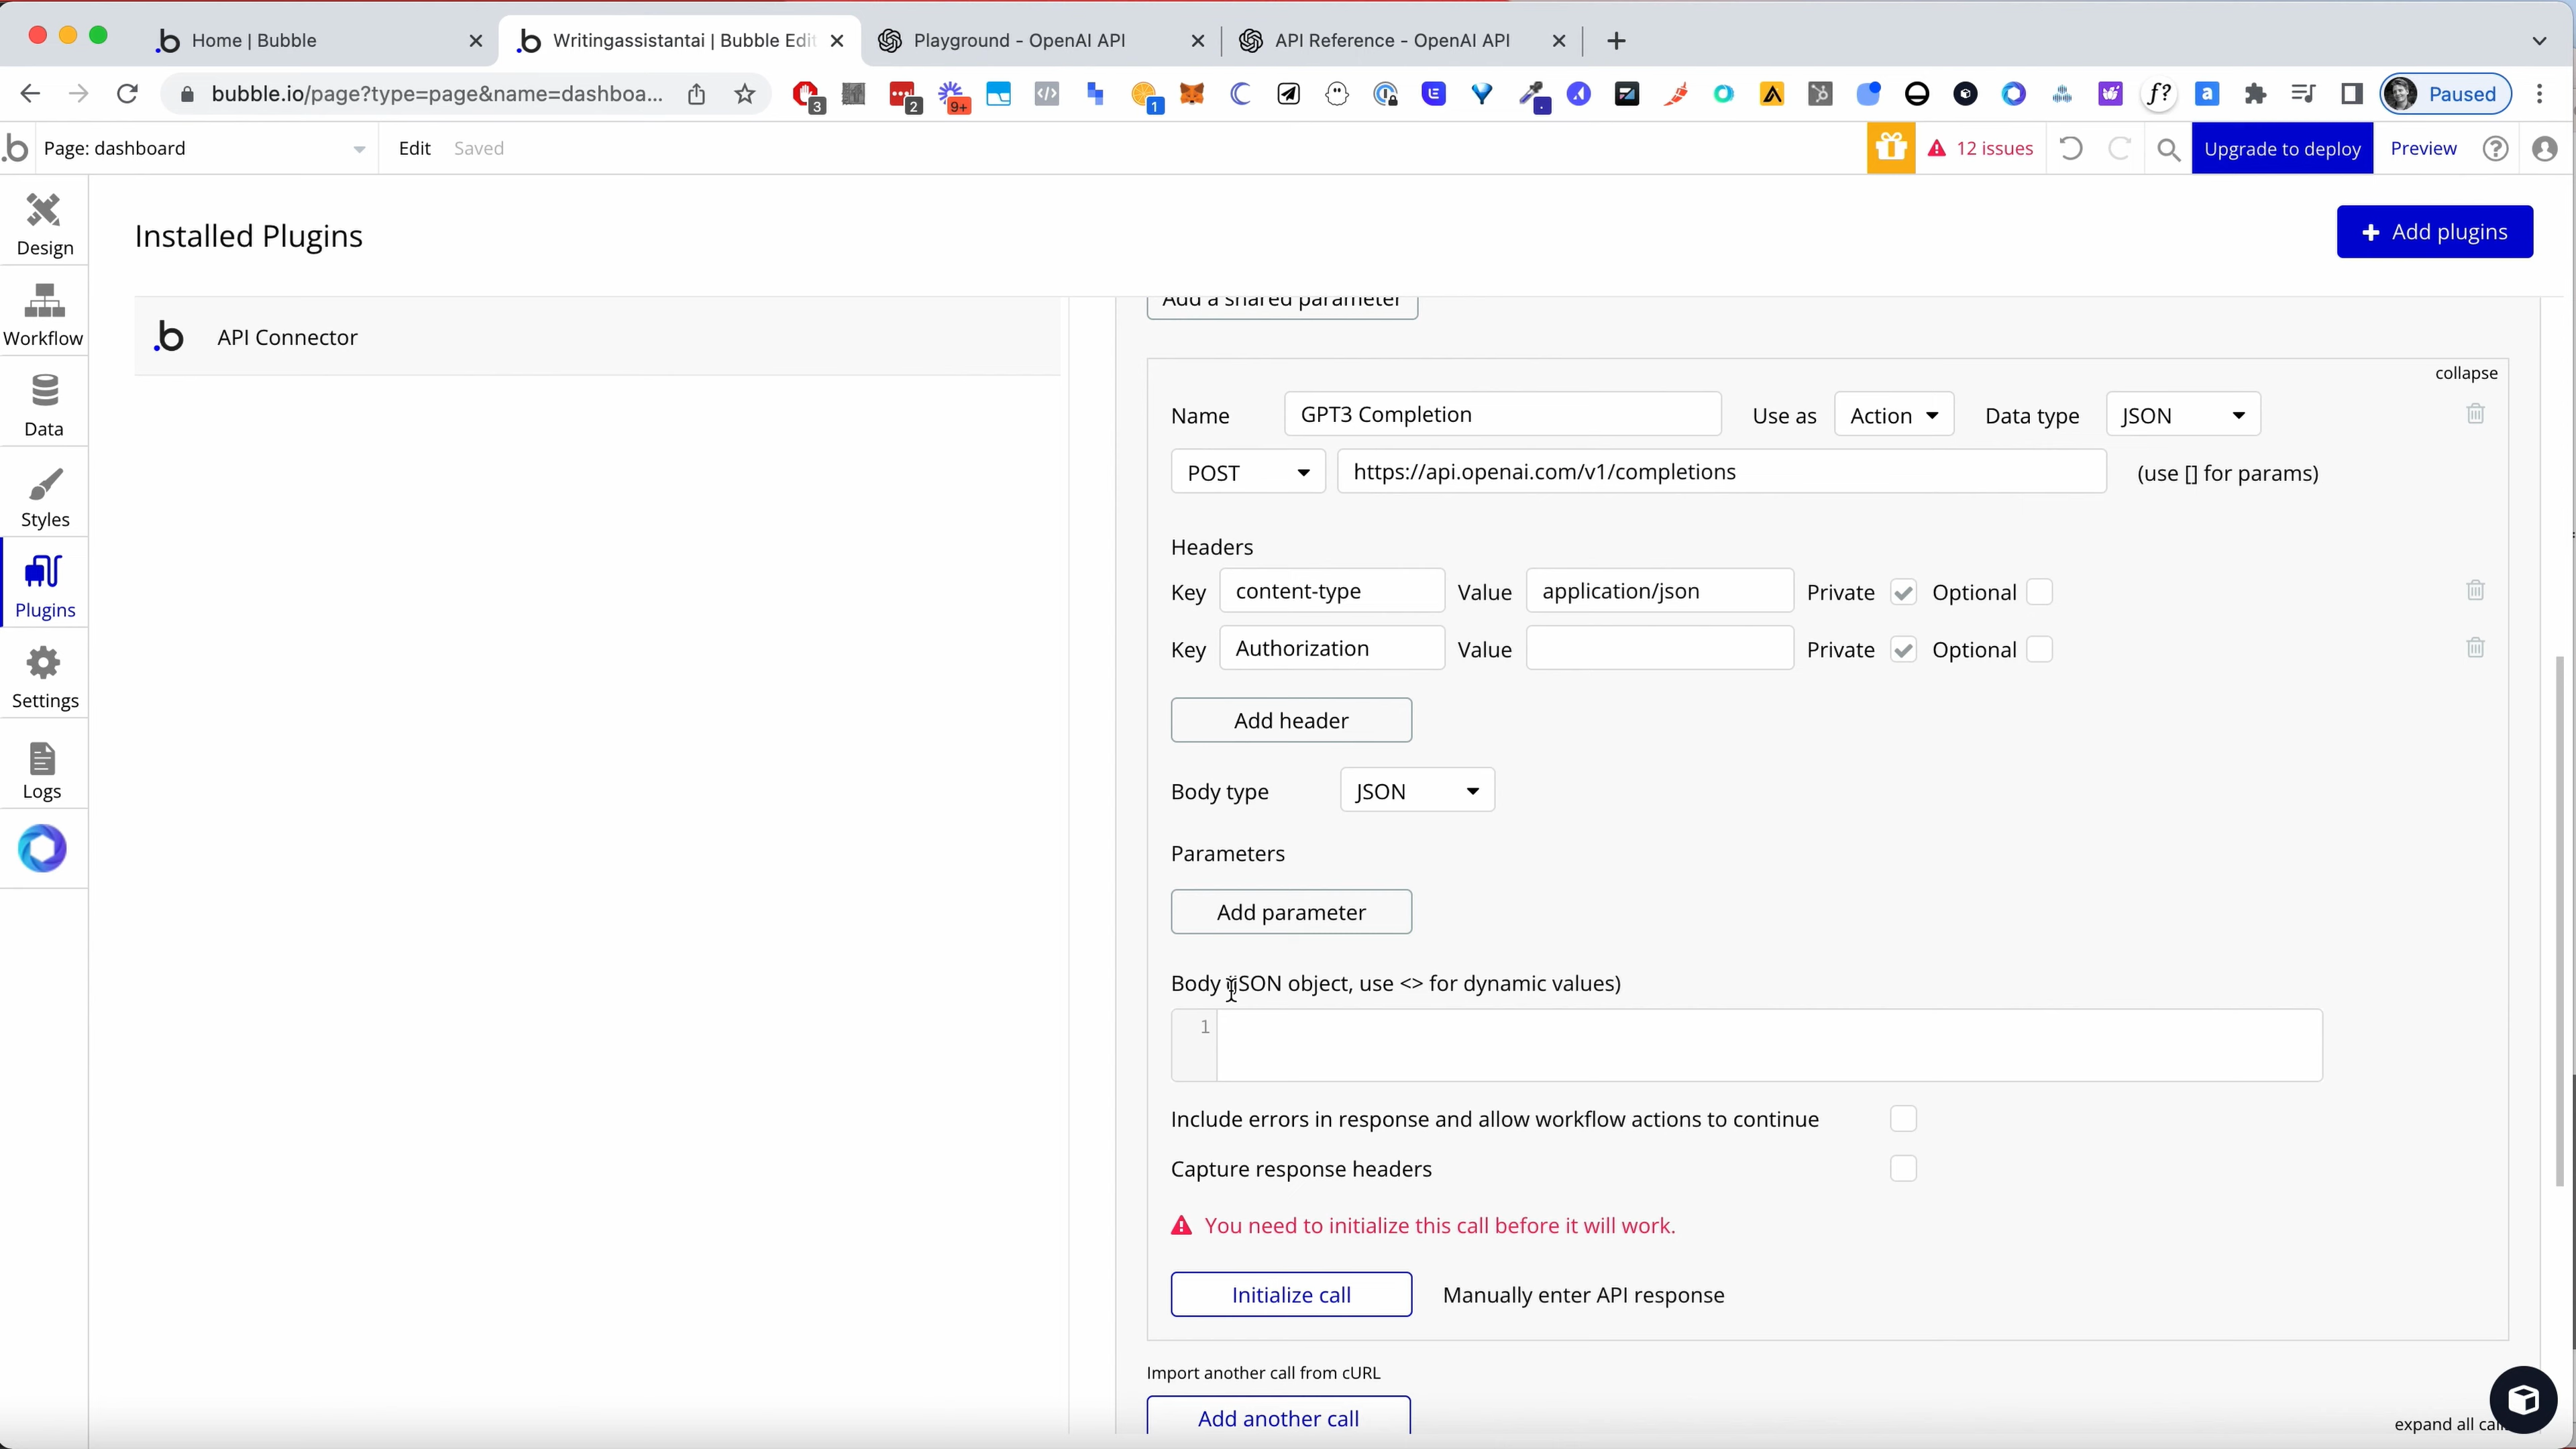 Home | Bubble
Writingassistantai | Bubble Edit
Playground - OpenAI API
API Reference - OpenAI API
bubble.io/page?type=page&name=dashboa...
3
2
9+
1
f?
a
Paused
Page: dashboard
Edit
Saved
12 issues
Upgrade to deploy
Preview
Design
Workflow
Data
Styles
Plugins
Settings
Logs
Installed Plugins
Add plugins
API Connector
Add a shared parameter
collapse
Name GPT3 Completion Use as Action Data type JSON
POST https://api.openai.com/v1/completions (use [] for params)
Headers
Key content-type Value application/json Private Optional
Key Authorization Value Private Optional
Add header
Body type JSON
Parameters
Add parameter
Body (JSON object, use <> for dynamic values)
1
Include errors in response and allow workflow actions to continue
Capture response headers
You need to initialize this call before it will work.
Initialize call Manually enter API response
Import another call from cURL
Add another call
expand all